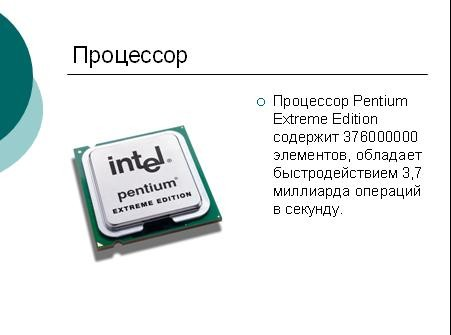 Процессор
Процессор Pentium
Extreme Edition
содержит 376000000
элементов, обладает
быстродействием 3,7
миллиарда операций
в секунду.
intel®
pentium®
EXTREME EDITION